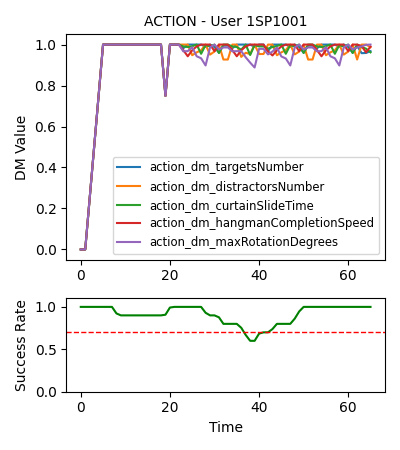 ACTION - User 1SP1001
DM Value
1.0
0.8
0.6
0.4
0.2
0.0
action_dm_targetsNumber
action_dm_distractorsNumber
action_dm_curtainSlideTime
action_dm_hangmanCompletionSpeed
action_dm_maxRotationDegrees
0 20 40 60
Success Rate
1.0
0.5
0.0
0 20 40 60
Time